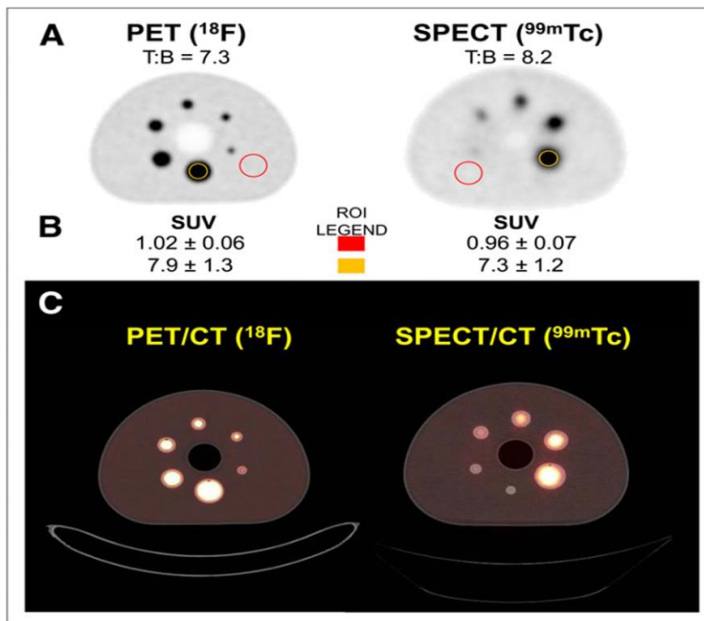 A
PET (¹⁸F)
T:B = 7.3
SPECT (⁹⁹ᵐTc)
T:B = 8.2
B
SUV
1.02 ± 0.06
7.9 ± 1.3
ROI
LEGEND
SUV
0.96 ± 0.07
7.3 ± 1.2
C
PET/CT (¹⁸F)
SPECT/CT (⁹⁹ᵐTc)